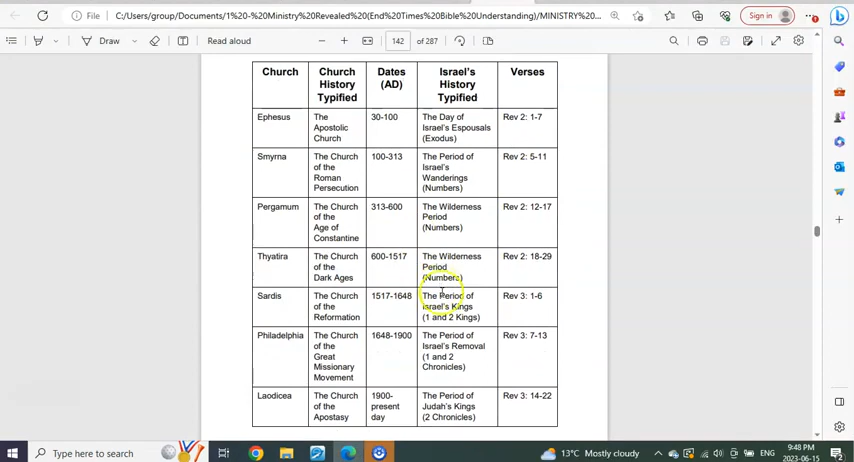 File
C:/Users/group/Documents/1%20-%20Ministry%20Revealed(End%20Times%20Bible%20Understanding)/MINISTRY%...
Sign in
Draw
Read aloud
142 of 287
Church
Church
History
Typified
Dates
(AD)
Israel's
History
Typified
Verses
Ephesus
The
Apostolic
Church
30-100
The Day of
Israel's Espousals
(Exodus)
Rev 2: 1-7
Smyrna
The Church
of the
Roman
Persecution
100-313
The Period of
Israel's
Wanderings
(Numbers)
Rev 2: 5-11
Pergamum
The Church
of the
Age of
Constantine
313-600
The Wilderness
Period
(Numbers)
Rev 2: 12-17
Thyatira
The Church
of the
Dark Ages
600-1517
The Wilderness
Period
(Numbers)
Rev 2: 18-29
Sardis
The Church
of the
Reformation
1517-1648
The Period of
Israel's Kings
(1 and 2 Kings)
Rev 3: 1-6
Philadelphia
The Church
of the
Great
Missionary
Movement
1648-1900
The Period of
Israel's Removal
(1 and 2
Chronicles)
Rev 3: 7-13
Laodicea
The Church
of the
Apostasy
1900-
present
day
The Period of
Judah's Kings
(2 Chronicles)
Rev 3: 14-22
Type here to search
13°C Mostly cloudy
ENG
9:48 PM
2023-06-15
2